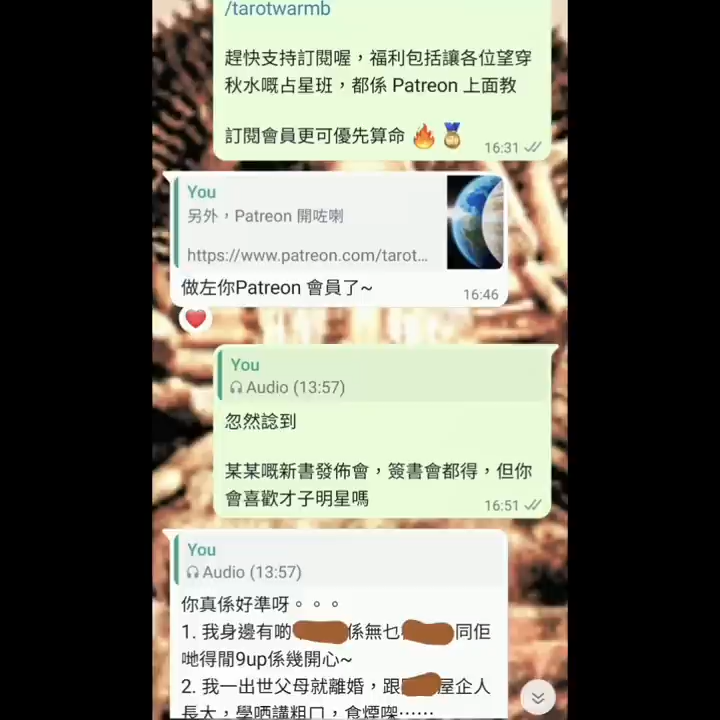 /tarotwarmb
趕快支持訂閱喔，福利包括讓各位望穿
秋水嘅占星班，都係 Patreon 上面教
訂閱會員更可優先算命 🔥 🏅
16:31
You
另外，Patreon 開咗喇
https://www.patreon.com/tarot...
做左你Patreon 會員了~
16:46
You
Audio (13:57)
忽然諗到
某某嘅新書發佈會，簽書會都得，但你
會喜歡才子明星嗎
16:51
You
Audio (13:57)
你真係好準呀。。。
1. 我身邊有啲 係無乜 同佢
哋得閒9up係幾開心~
2. 我一出世父母就離婚，跟 屋企人
長大，學哂講粗口，食煙㗎⋯⋯